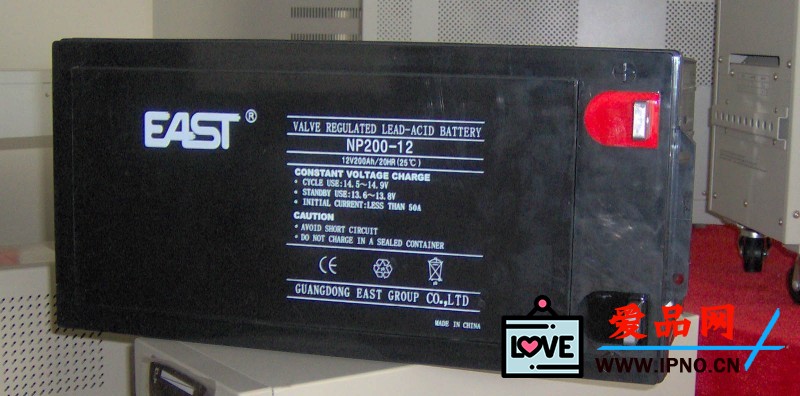 EAST®
VALVE REGULATED LEAD-ACID BATTERY
NP200-12
12V200Ah/20HR(25℃)
CONSTANT VOLTAGE CHARGE
• CYCLE USE:14.5～14.9V
• STANDBY USE:13.6～13.8V
• INITIAL CURRENT:LESS THAN 50A
CAUTION
• AVOID SHORT CIRCUIT
• DO NOT CHARGE IN A SEALED CONTAINER
CE
GUANGDONG EAST GROUP CO.,LTD
MADE IN CHINA
+
LOVE
爱品网
WWW.IPNO.CN